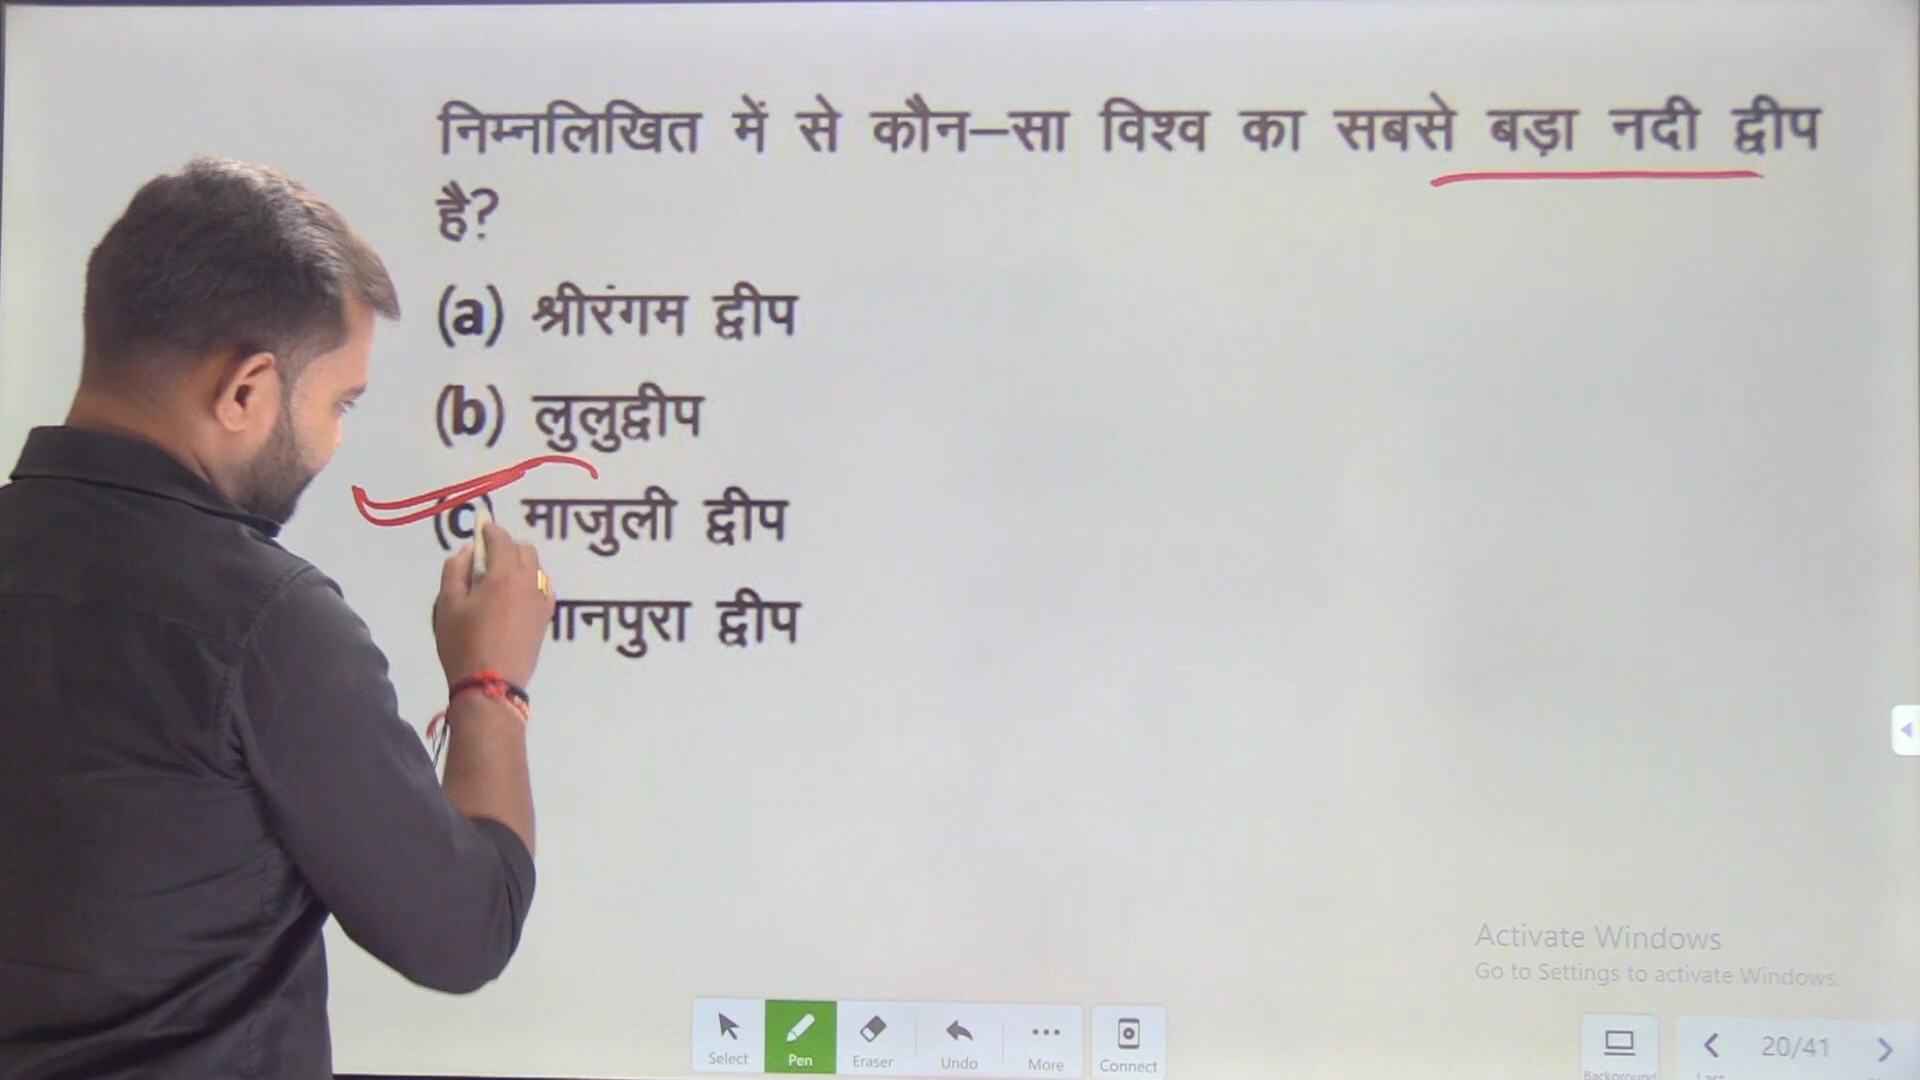 निम्नलिखित में से कौन–सा विश्व का सबसे बड़ा नदी द्वीप
है?
(a) श्रीरंगम द्वीप
(b) लुलुद्वीप
(c) माजुली द्वीप
द्वीप
Activate Windows
Go to Settings to activate Windows.
Select
Pen
Eraser
Undo
More
Connect
Background
20/41